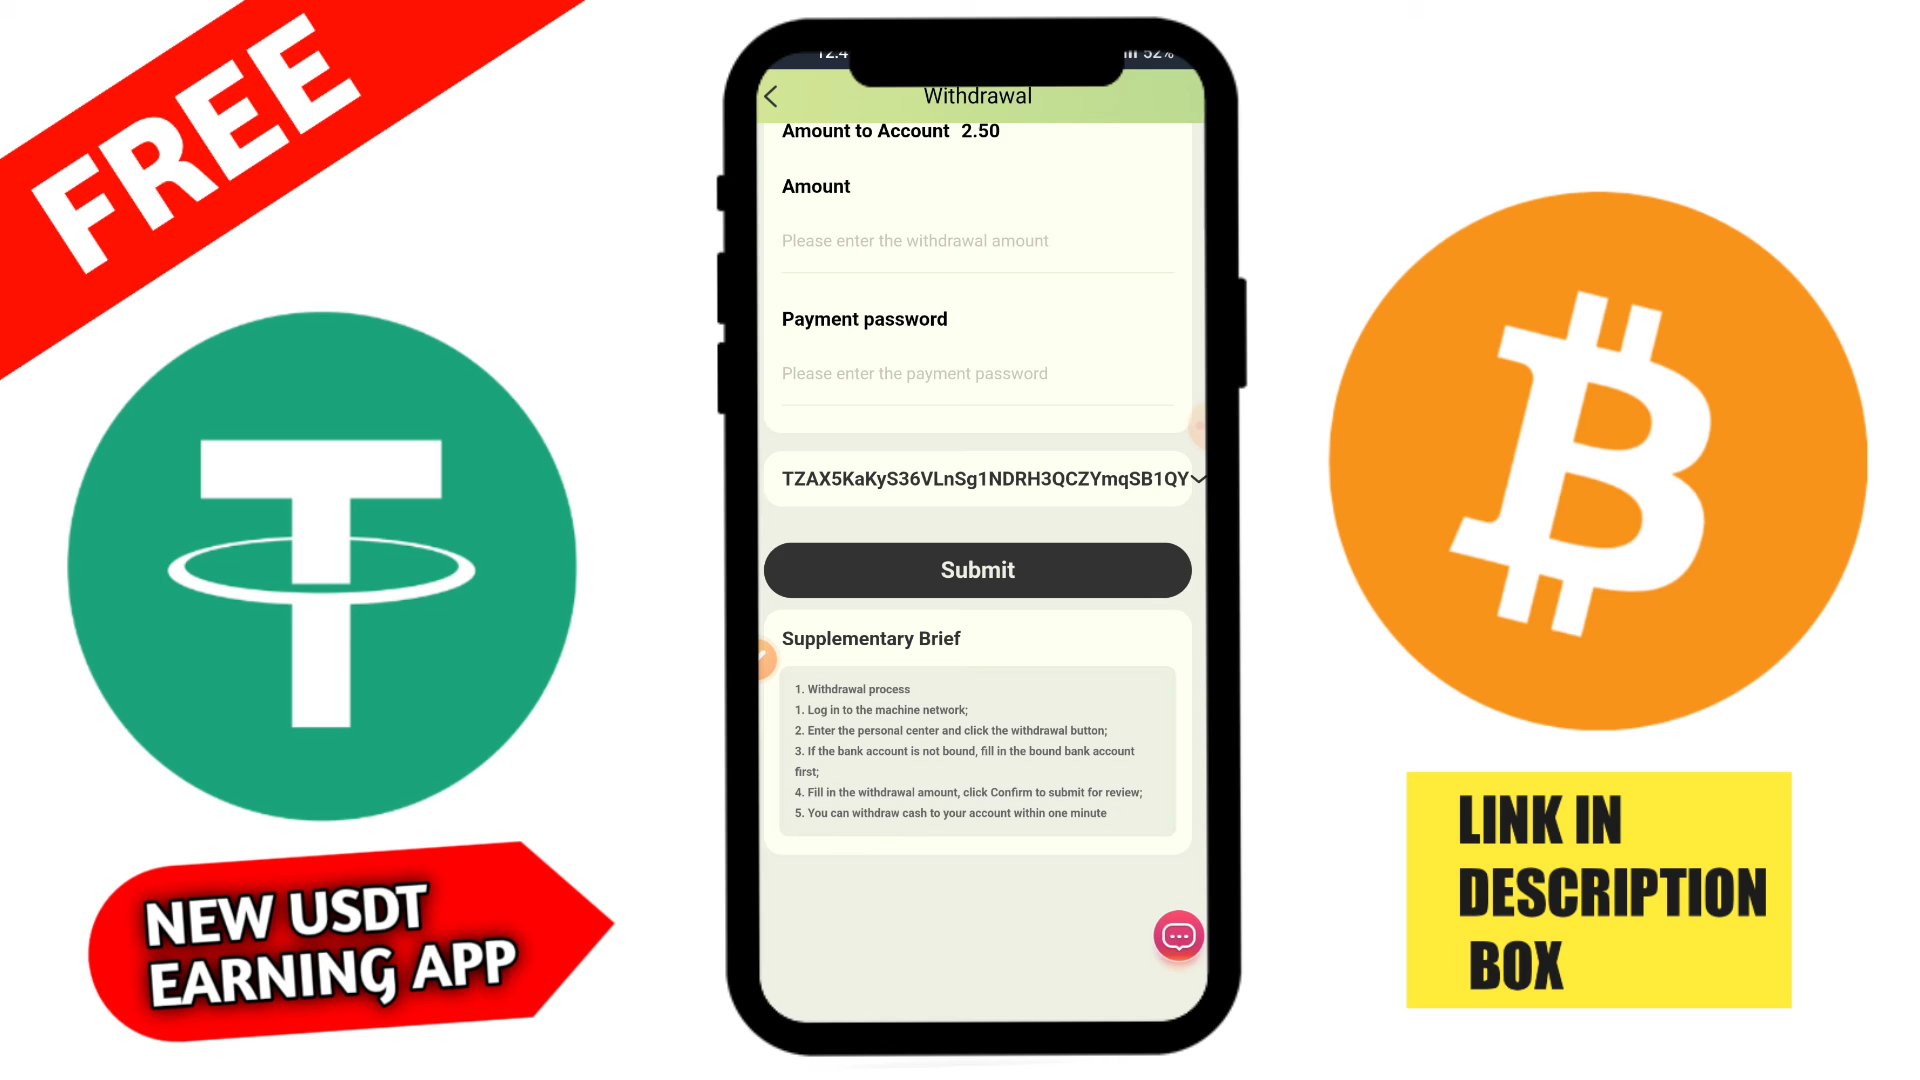 FREE
12:4
52%
Withdrawal
Amount to Account 2.50
Amount
Please enter the withdrawal amount
Payment password
Please enter the payment password
TZAX5KaKyS36VLnSg1NDRH3QCZYmqSB1QY
Submit
Supplementary Brief
1. Withdrawal process
1. Log in to the machine network;
2. Enter the personal center and click the withdrawal button;
3. If the bank account is not bound, fill in the bound bank account
first;
4. Fill in the withdrawal amount, click Confirm to submit for review;
5. You can withdraw cash to your account within one minute
NEW USDT
EARNING APP
LINK IN
DESCRIPTION
BOX